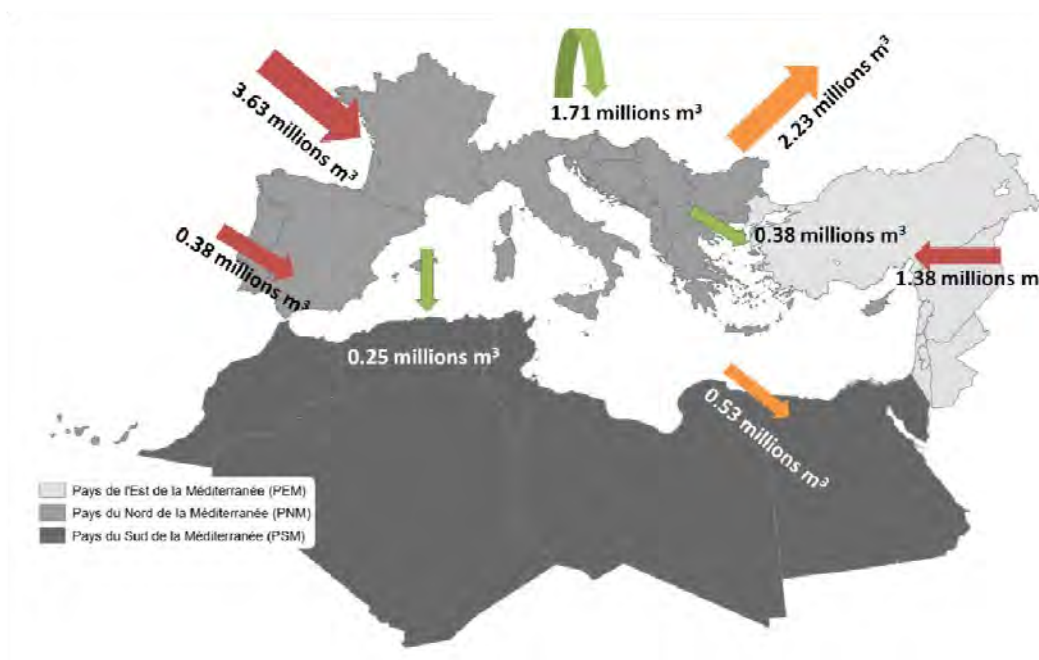 3.63 millions m³
1.71 millions m³
2.23 millions m³
0.38 millions m³
0.38 millions m³
1.38 millions m
0.25 millions m³
0.53 millions m³
Pays de l'Est de la Méditerranée (PEM)
Pays du Nord de la Méditerranée (PNM)
Pays du Sud de la Méditerranée (PSM)